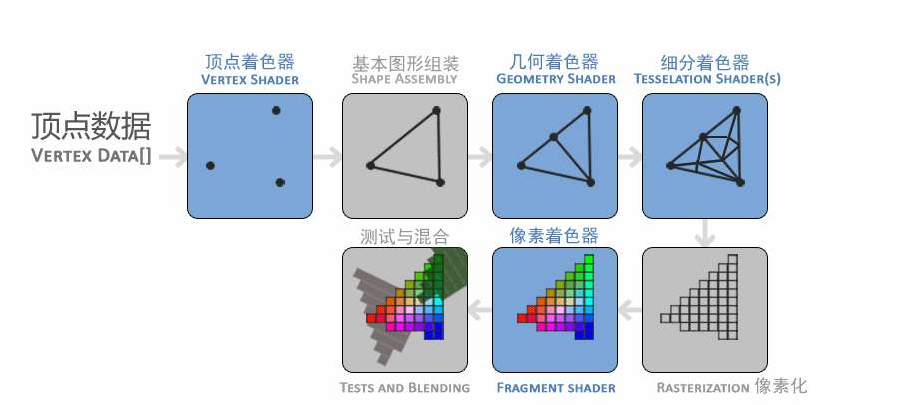 顶点着色器
VERTEX SHADER
基本图形组装
SHAPE ASSEMBLY
几何着色器
GEOMETRY SHADER
细分着色器
TESSELATION SHADER(S)
顶点数据
VERTEX DATA[]
测试与混合
像素着色器
TESTS AND BLENDING
FRAGMENT SHADER
RASTERIZATION 像素化